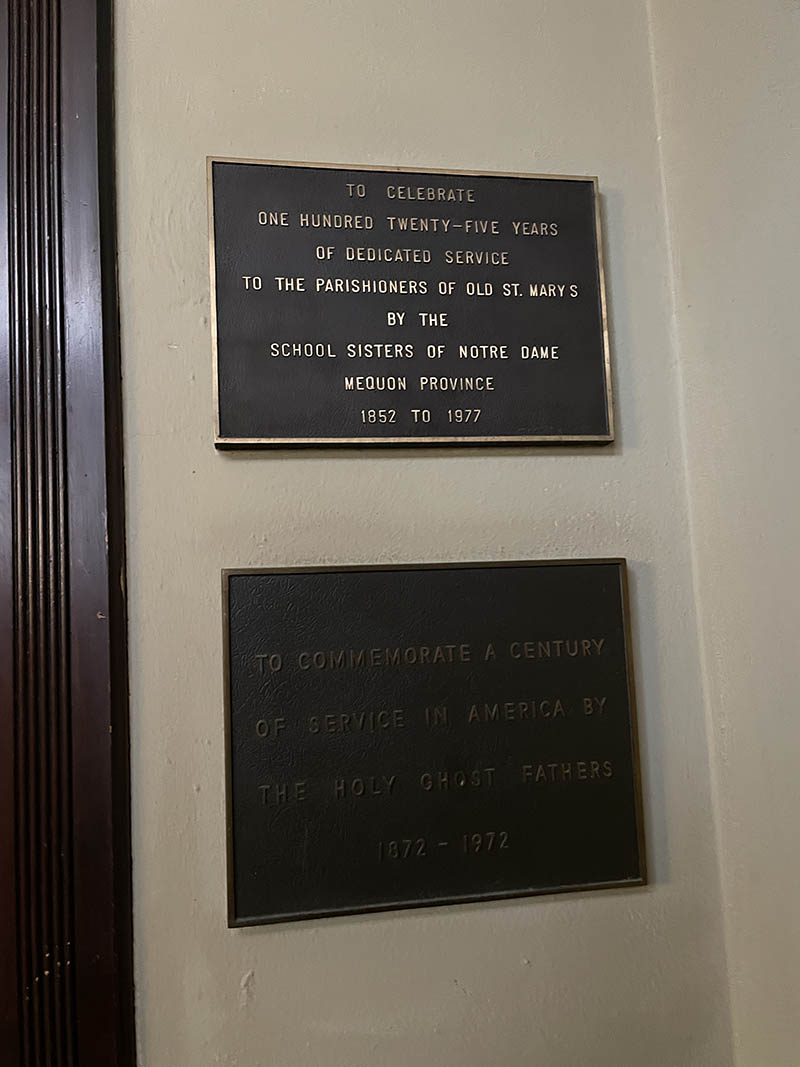 TO CELEBRATE
ONE HUNDRED TWENTY-FIVE YEARS
OF DEDICATED SERVICE
TO THE PARISHIONERS OF OLD ST. MARYS
BY THE
SCHOOL SISTERS OF NOTRE DAME
MEQUON PROVINCE
1852 TO 1977
TO COMMEMORATE A CENTURY
OF SERVICE IN AMERICA BY
THE HOLY GHOST FATHERS
1872 - 1972